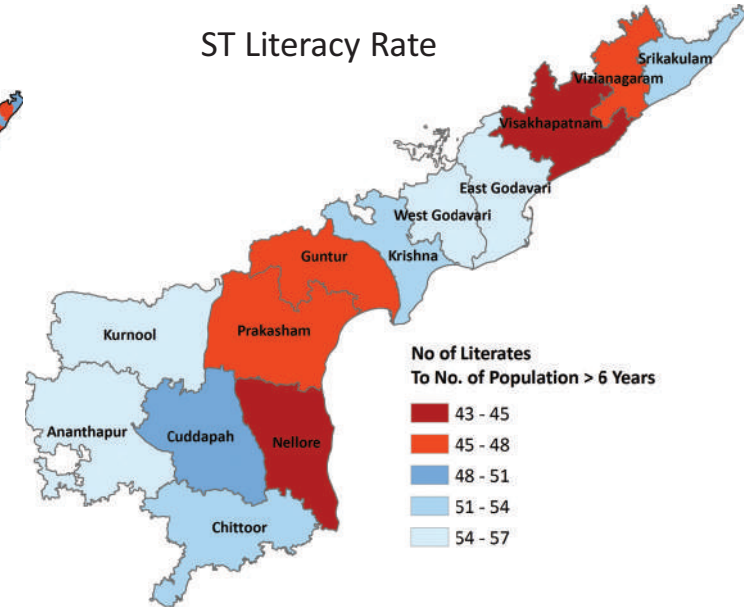 ST Literacy Rate
Srikakulam
Vizianagaram
Visakhapatnam
East Godavari
West Godavari
Krishna
Guntur
Prakasham
Kurnool
Ananthapur
Cuddapah
Nellore
Chittoor
No of Literates
To No. of Population > 6 Years
43 - 45
45 - 48
48 - 51
51 - 54
54 - 57